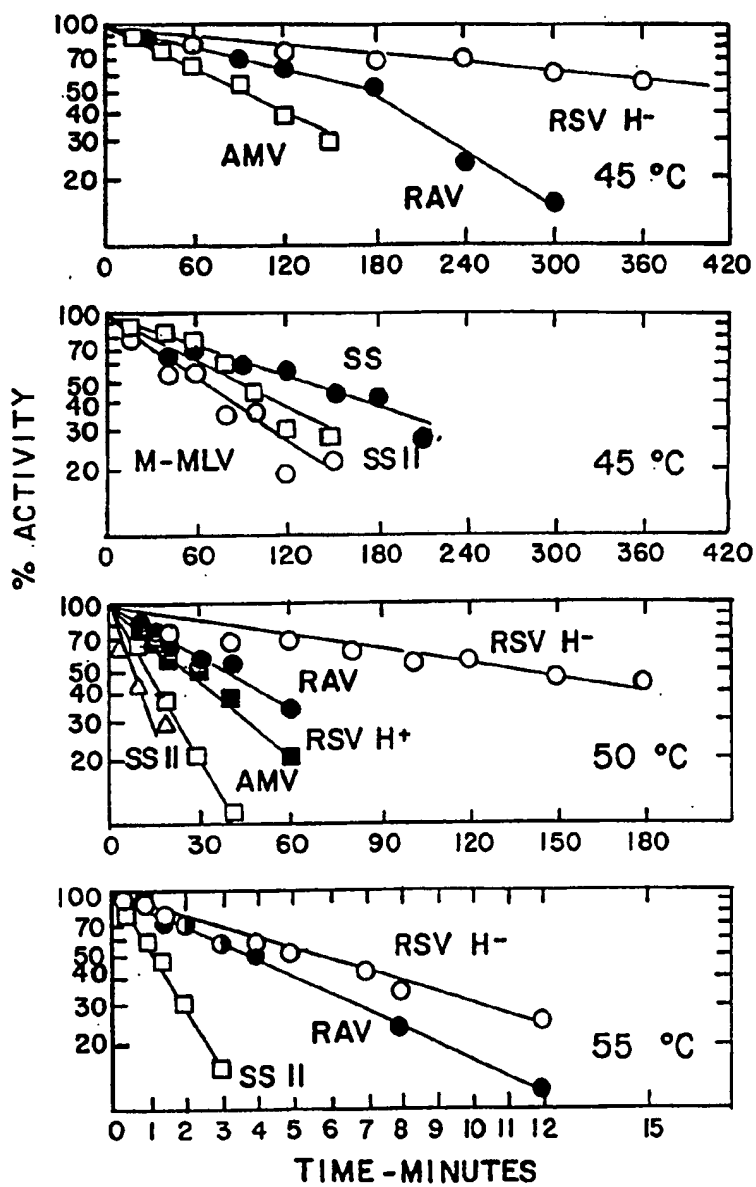 100
70
50
40
30
20
RSV H-
AMV
RAV
45 °C
0 60 120 180 240 300 360 420
100
70
50
40
30
20
SS
M-MLV
SS II
45 °C
0 60 120 180 240 300 360 420
% ACTIVITY
100
70
50
40
30
20
RSV H-
RAV
RSV H+
SS II
AMV
50 °C
0 30 60 90 120 150 180
100
70
50
40
30
20
RSV H-
RAV
SS II
55 °C
0 1 2 3 4 5 6 7 8 9 10 11 12 15
TIME-MINUTES